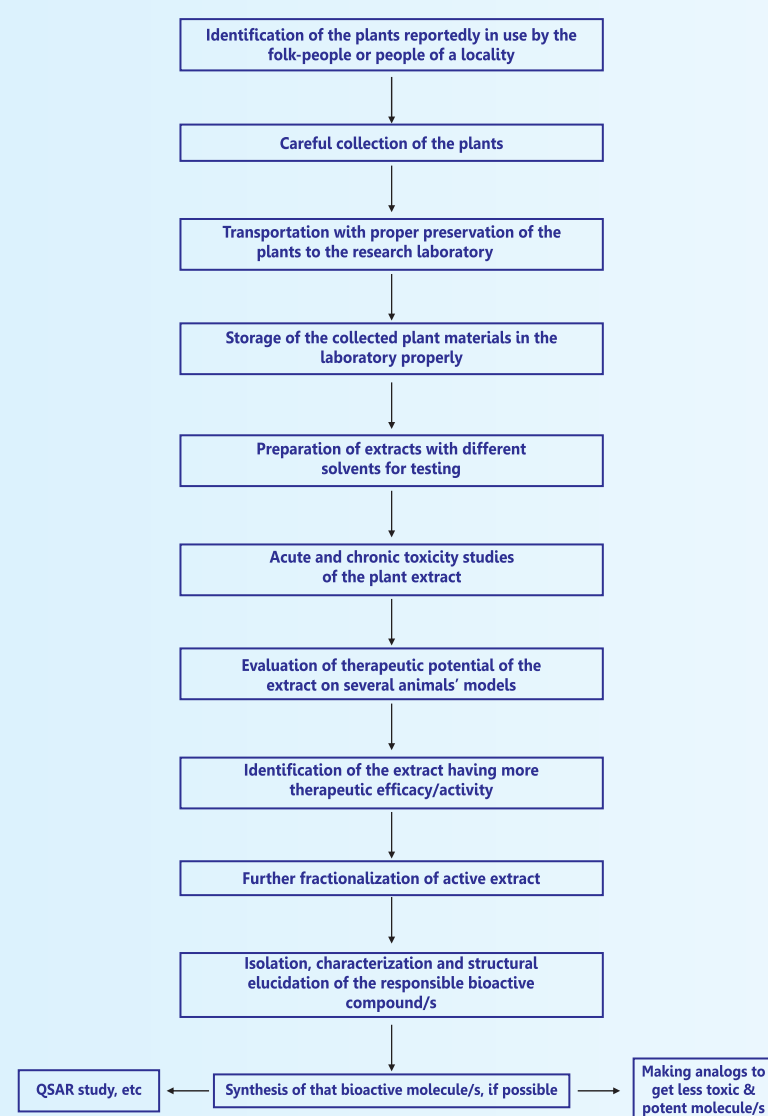 Identification of the plants reportedly in use by the
folk-people or people of a locality
Careful collection of the plants
Transportation with proper preservation of the
plants to the research laboratory
Storage of the collected plant materials in the
laboratory properly
Preparation of extracts with different
solvents for testing
Acute and chronic toxicity studies
of the plant extract
Evaluation of therapeutic potential of the
extract on several animals’ models
Identification of the extract having more
therapeutic efficacy/activity
Further fractionalization of active extract
Isolation, characterization and structural
elucidation of the responsible bioactive
compound/s
QSAR study, etc
Synthesis of that bioactive molecule/s, if possible
Making analogs to
get less toxic &
potent molecule/s